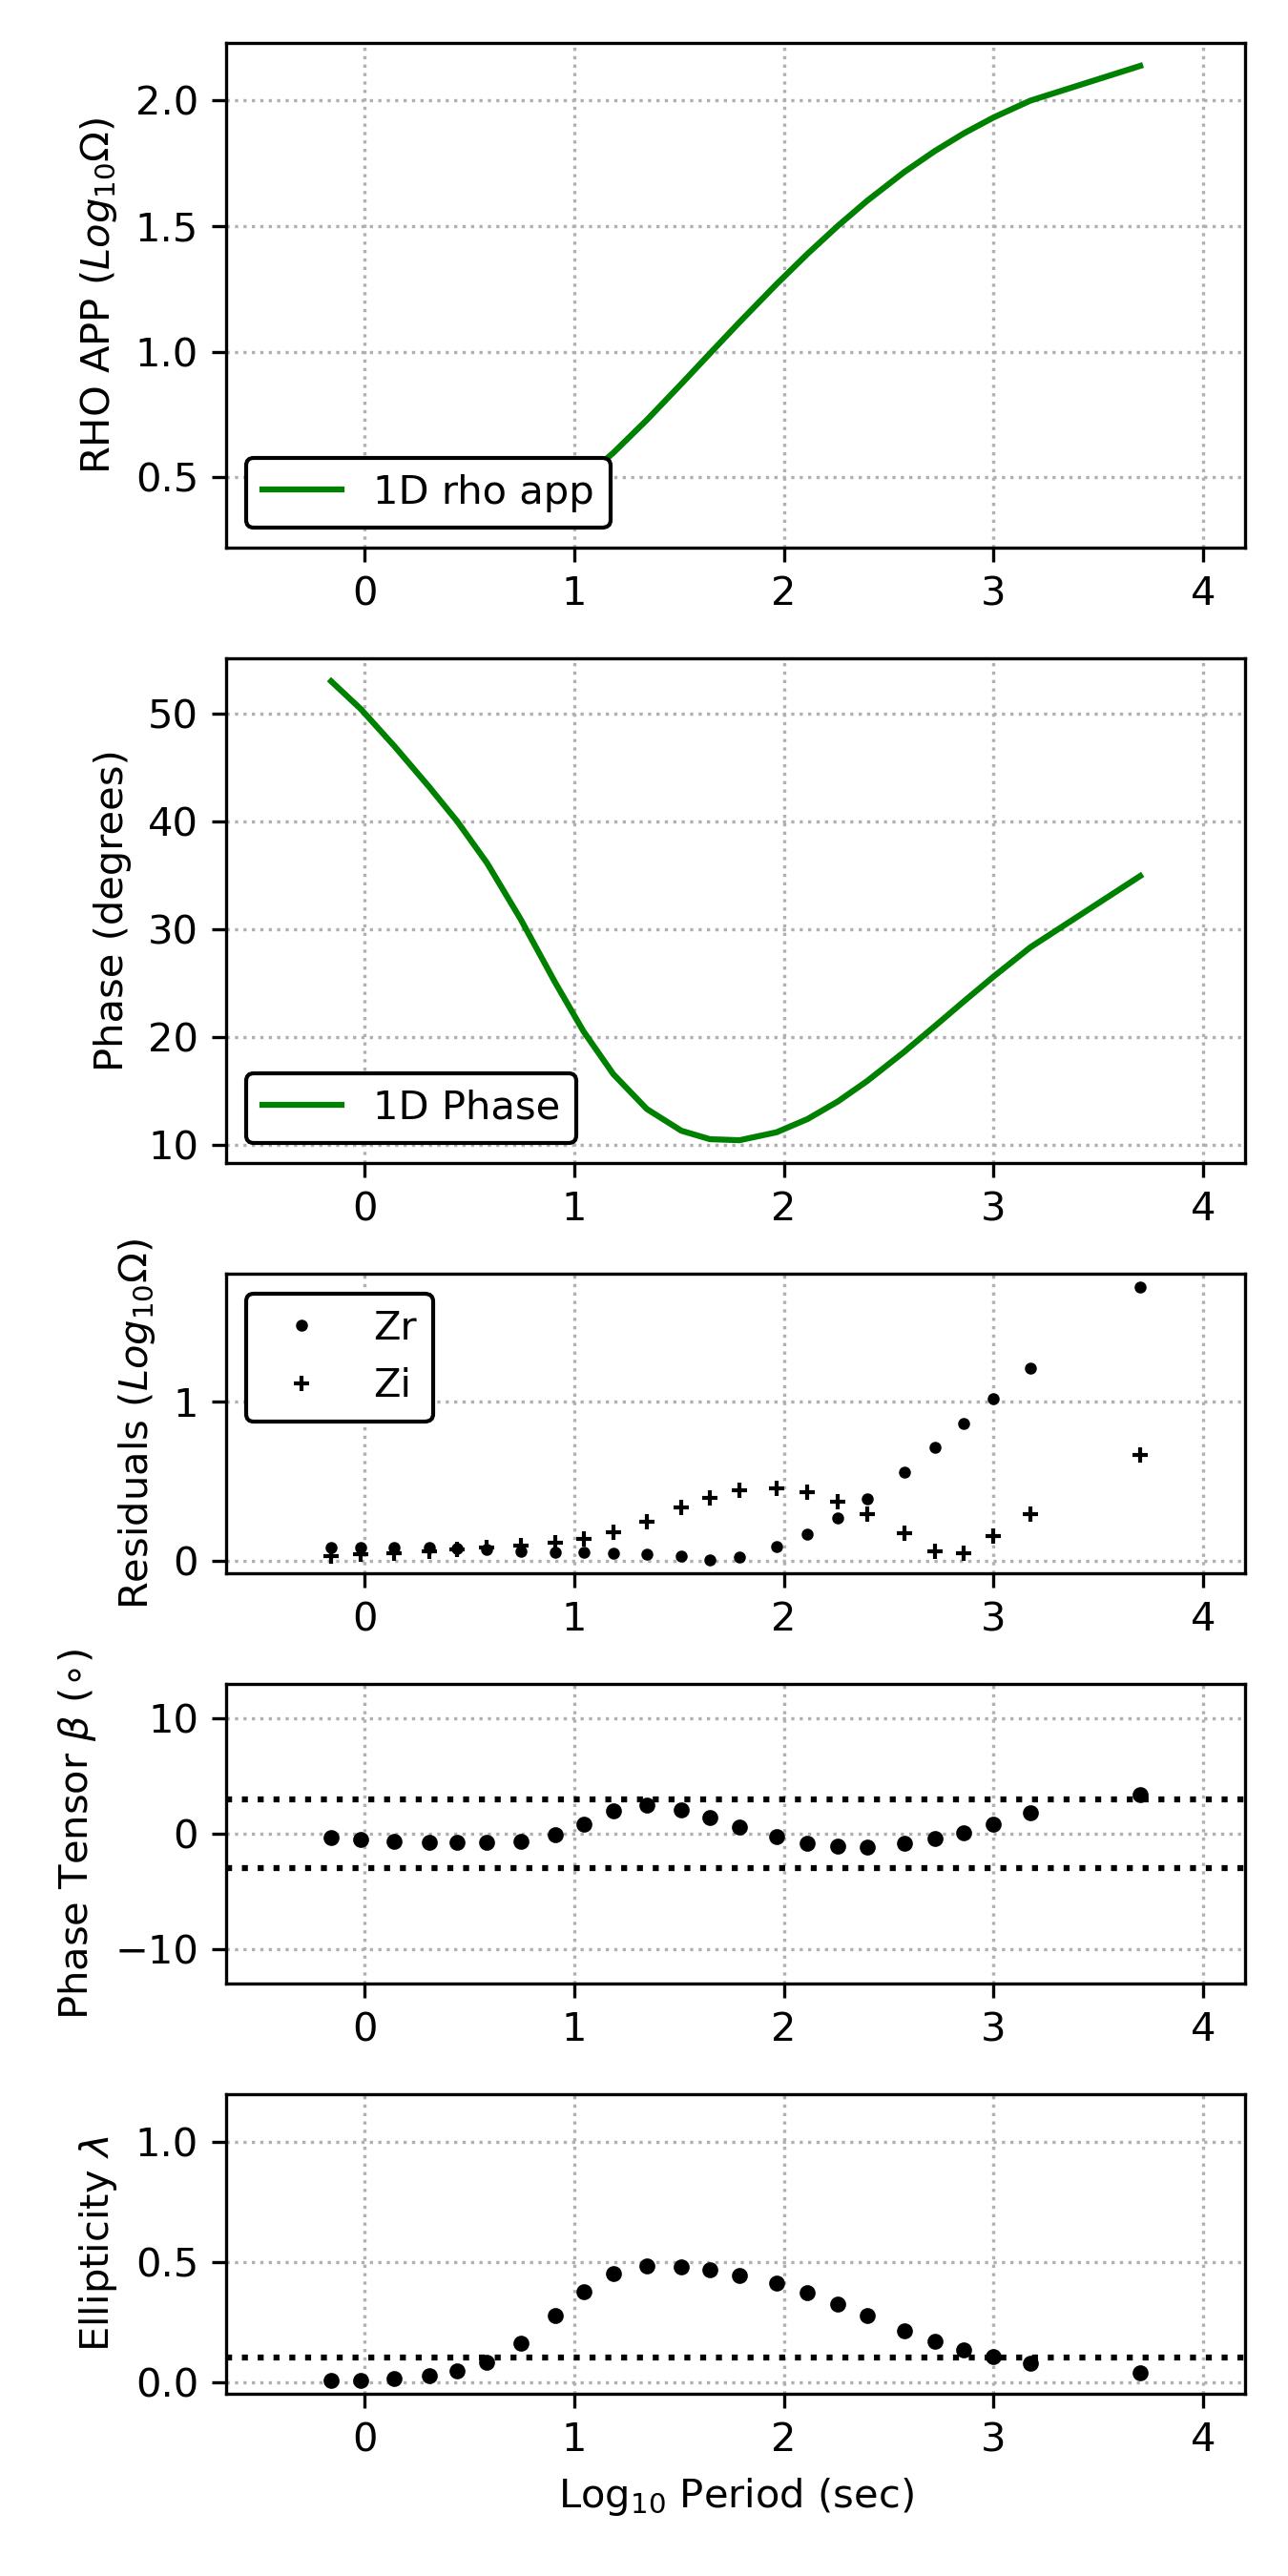 RHO APP (Log10Ω)
2.0
1.5
1.0
0.5
1D rho app
0 1 2 3 4
Phase (degrees)
50
40
30
20
10
1D Phase
0 1 2 3 4
Residuals (Log10Ω)
1
0
Zr
Zi
0 1 2 3 4
Phase Tensor β (∘)
10
0
−10
0 1 2 3 4
Ellipticity λ
1.0
0.5
0.0
0 1 2 3 4
Log10 Period (sec)